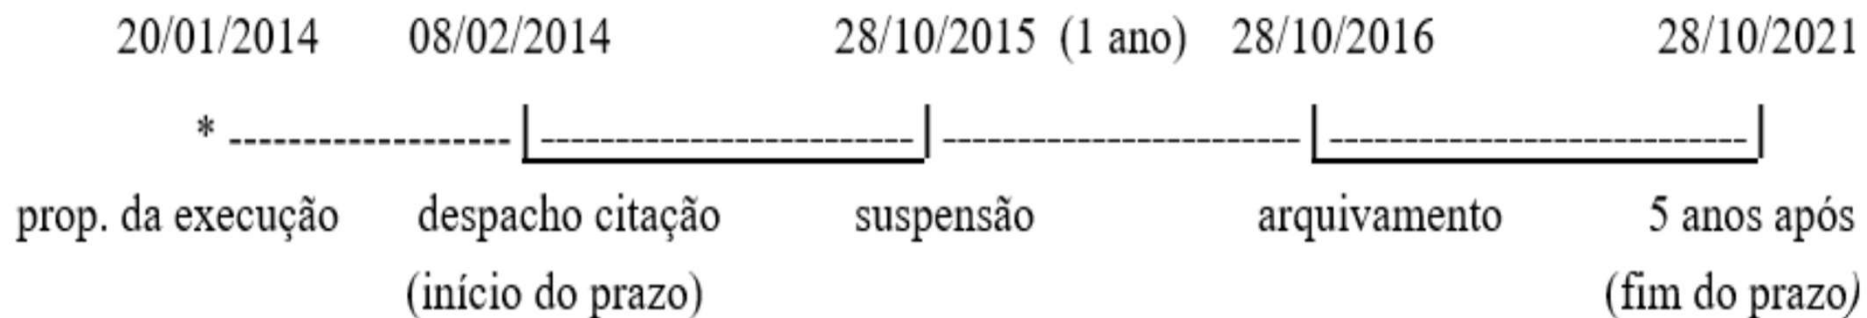 20/01/2014 08/02/2014 28/10/2015 (1 ano) 28/10/2016 28/10/2021
* -------------------|-------------------------|------------------------|----------------------------|
prop. da execução despacho citação suspensão arquivamento 5 anos após
(início do prazo) (fim do prazo)